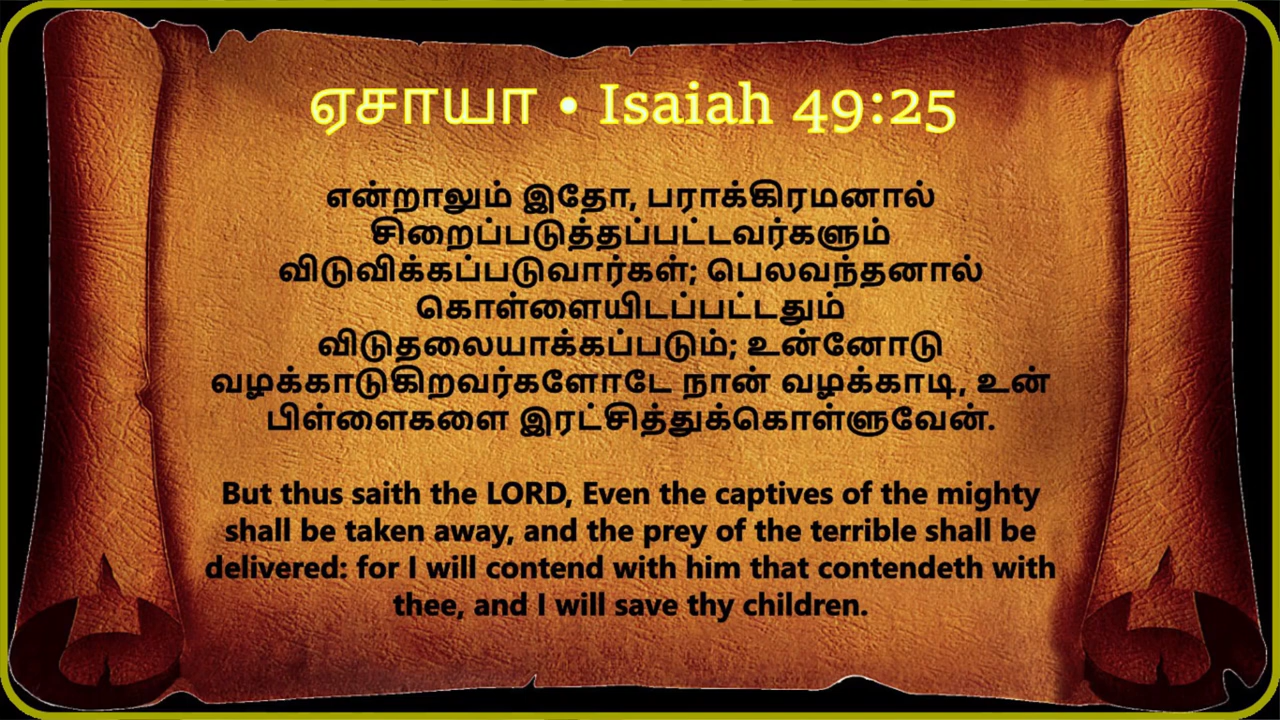 ஏசாயா • Isaiah 49:25
என்றாலும் இதோ, பராக்கிரமனால்
சிறைப்படுத்தப்பட்டவர்களும்
விடுவிக்கப்படுவார்கள்; பெலவந்தனால்
கொள்ளையிடப்பட்டதும்
விடுதலையாக்கப்படும்; உன்னோடு
வழக்காடுகிறவர்களோடே நான் வழக்காடி, உன்
பிள்ளைகளை இரட்சித்துக்கொள்ளுவேன்.
But thus saith the LORD, Even the captives of the mighty
shall be taken away, and the prey of the terrible shall be
delivered: for I will contend with him that contendeth with
thee, and I will save thy children.